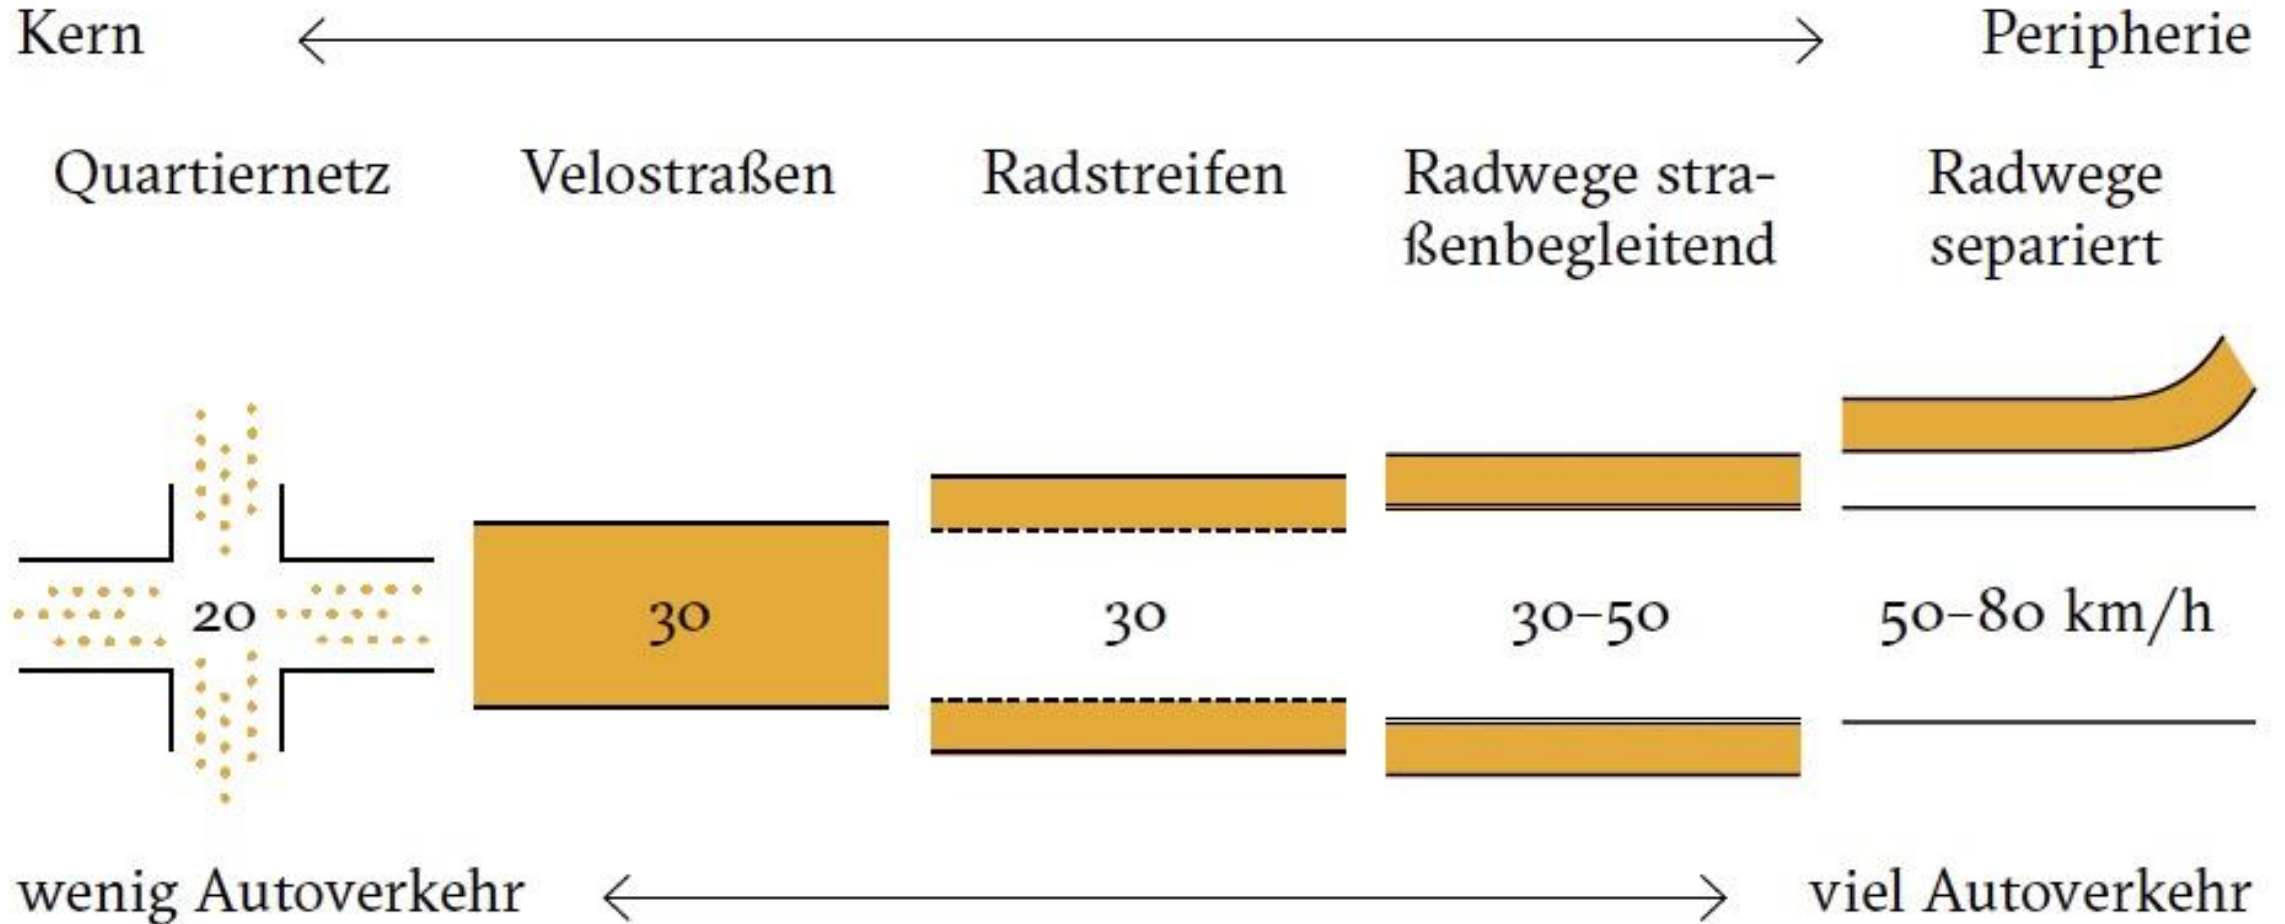 Kern Peripherie
Quartiernetz Velostraßen Radstreifen Radwege stra- Radwege
ßenbegleitend separiert
20 30 30 30–50 50–80 km/h
wenig Autoverkehr viel Autoverkehr